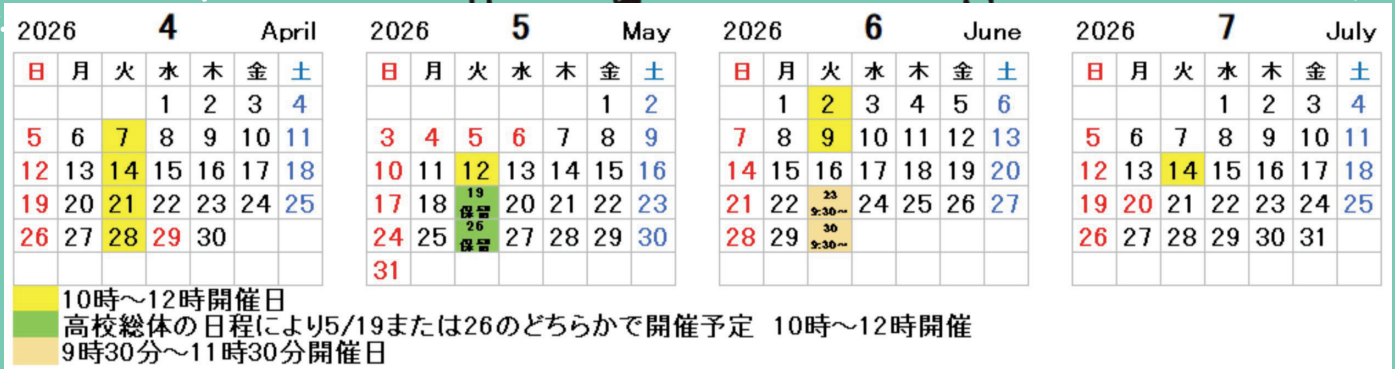 2026 4 April
日 月 火 水 木 金 土
1 2 3 4
5 6 7 8 9 10 11
12 13 14 15 16 17 18
19 20 21 22 23 24 25
26 27 28 29 30
2026 5 May
日 月 火 水 木 金 土
1 2
3 4 5 6 7 8 9
10 11 12 13 14 15 16
17 18 19 保留 20 21 22 23
24 25 26 保留 27 28 29 30
31
2026 6 June
日 月 火 水 木 金 土
1 2 3 4 5 6
7 8 9 10 11 12 13
14 15 16 17 18 19 20
21 22 23 9:30~ 24 25 26 27
28 29 30 9:30~
2026 7 July
日 月 火 水 木 金 土
1 2 3 4
5 6 7 8 9 10 11
12 13 14 15 16 17 18
19 20 21 22 23 24 25
26 27 28 29 30 31
10時～12時開催日
高校総体の日程により5/19または26のどちらかで開催予定 10時～12時開催
9時30分～11時30分開催日